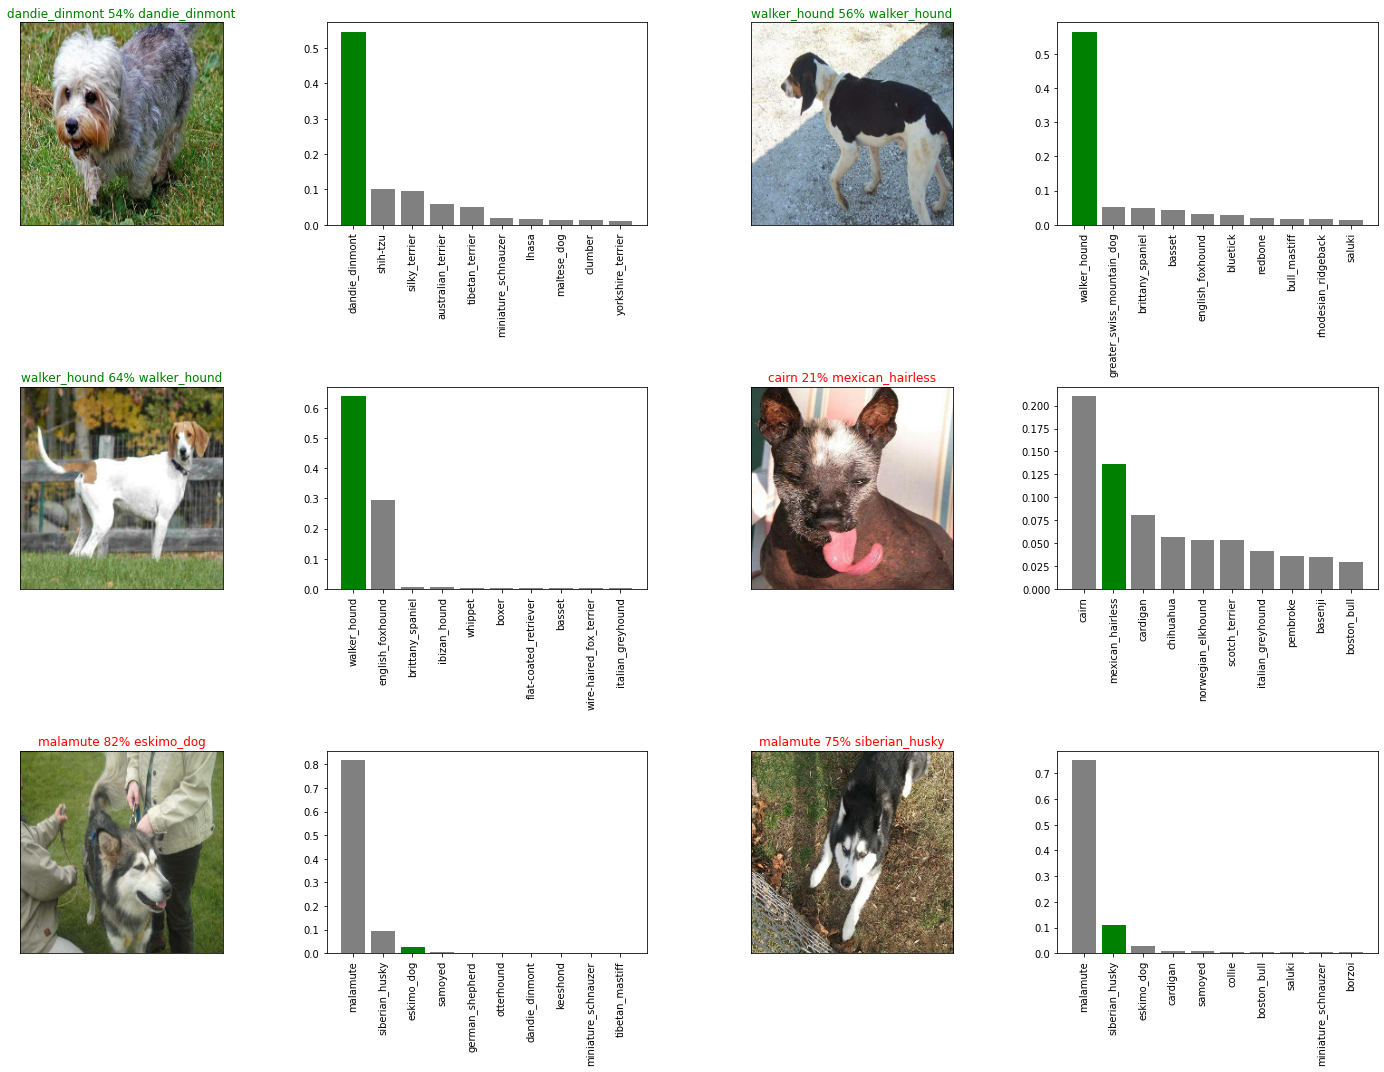 dandie_dinmont 54% dandie_dinmont
0.5
0.4
0.3
0.2
0.1
0.0
dandie_dinmont
shih-tzu
silky_terrier
australian_terrier
tibetan_terrier
miniature_schnauzer
lhasa
maltese_dog
clumber
yorkshire_terrier
walker_hound 56% walker_hound
0.5
0.4
0.3
0.2
0.1
0.0
walker_hound
greater_swiss_mountain_dog
brittany_spaniel
basset
english_foxhound
bluetick
redbone
bull_mastiff
rhodesian_ridgeback
saluki
walker_hound 64% walker_hound
0.6
0.5
0.4
0.3
0.2
0.1
0.0
walker_hound
english_foxhound
brittany_spaniel
ibizan_hound
whippet
boxer
flat-coated_retriever
basset
wire-haired_fox_terrier
italian_greyhound
cairn 21% mexican_hairless
0.200
0.175
0.150
0.125
0.100
0.075
0.050
0.025
0.000
cairn
mexican_hairless
cardigan
chihuahua
norwegian_elkhound
scotch_terrier
italian_greyhound
pembroke
basenji
boston_bull
malamute 82% eskimo_dog
0.8
0.7
0.6
0.5
0.4
0.3
0.2
0.1
0.0
malamute
siberian_husky
eskimo_dog
samoyed
german_shepherd
otterhound
dandie_dinmont
keeshond
miniature_schnauzer
tibetan_mastiff
malamute 75% siberian_husky
0.7
0.6
0.5
0.4
0.3
0.2
0.1
0.0
malamute
siberian_husky
eskimo_dog
cardigan
samoyed
collie
boston_bull
saluki
miniature_schnauzer
borzoi